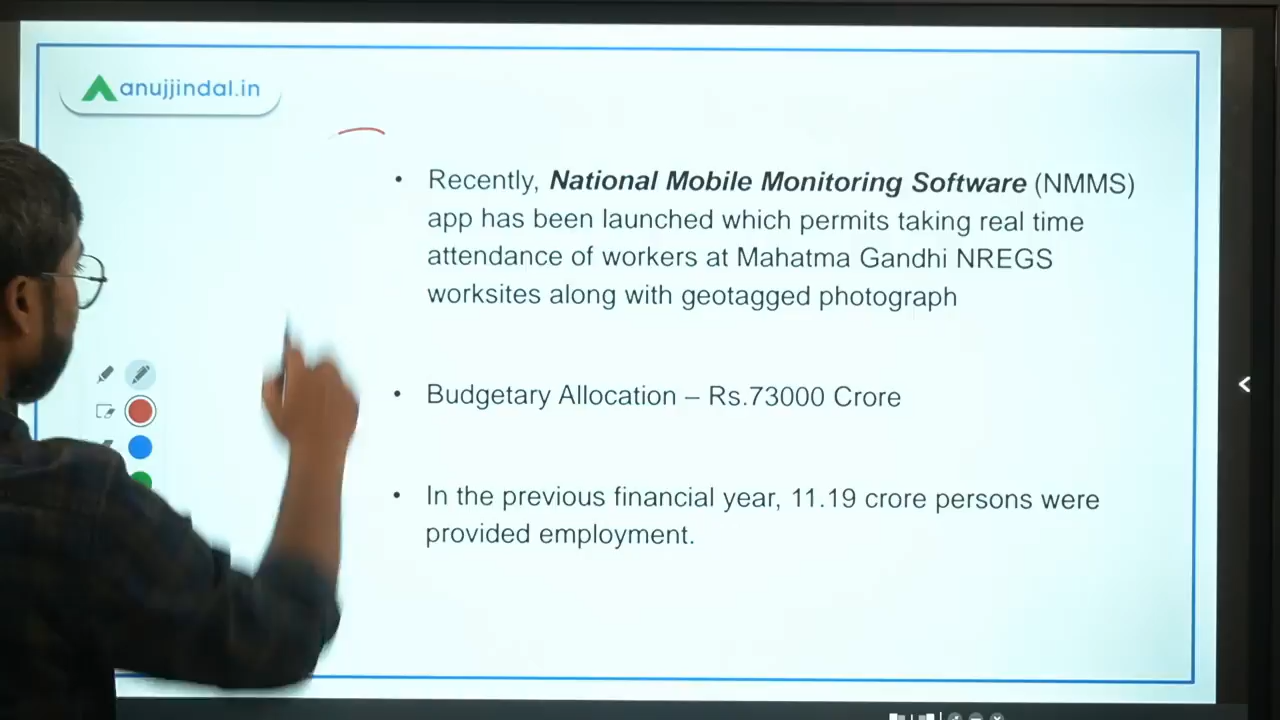 anujjindal.in
• Recently, National Mobile Monitoring Software (NMMS)
app has been launched which permits taking real time
attendance of workers at Mahatma Gandhi NREGS
worksites along with geotagged photograph
• Budgetary Allocation – Rs.73000 Crore
• In the previous financial year, 11.19 crore persons were
provided employment.